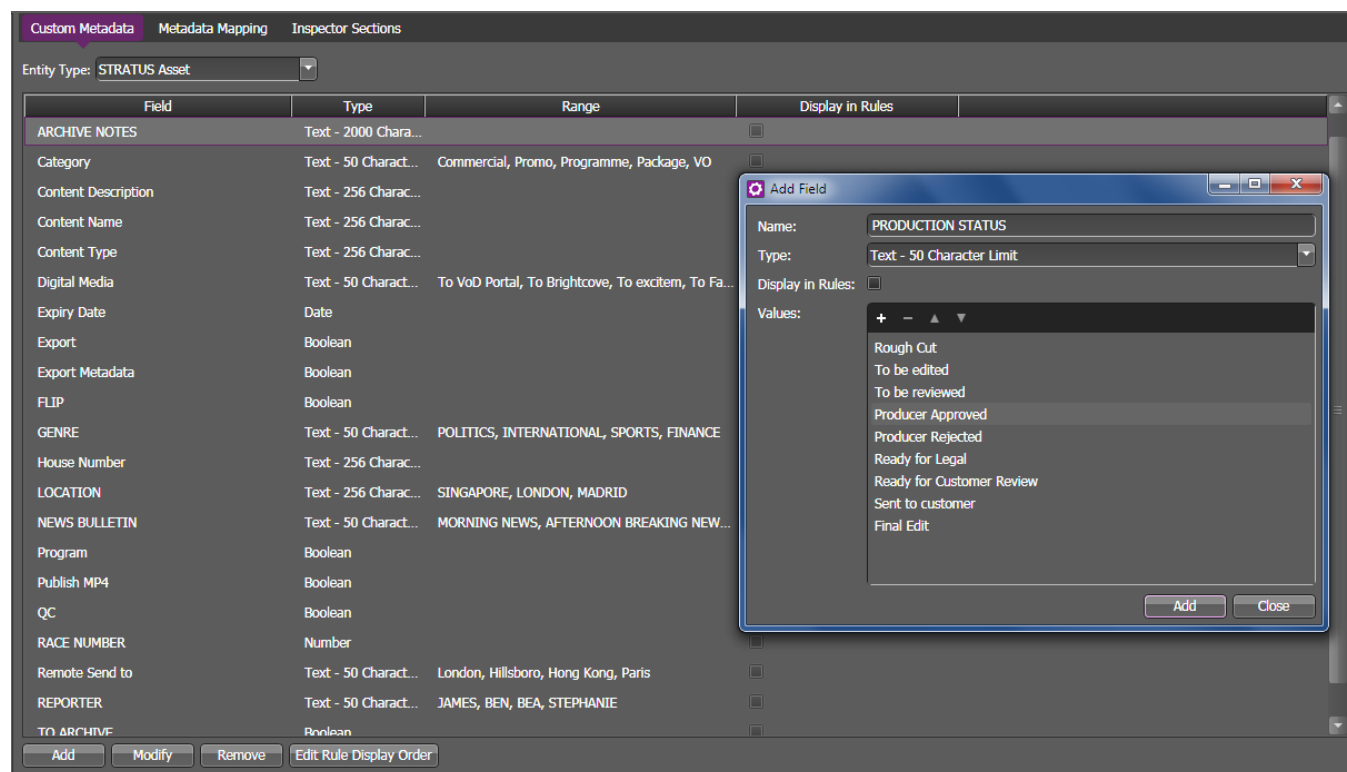 Custom Metadata Metadata Mapping Inspector Sections
Entity Type: STRATUS Asset
Field Type Range Display in Rules
ARCHIVE NOTES Text - 2000 Chara...
Category Text - 50 Charact... Commercial, Promo, Programme, Package, VO
Content Description Text - 256 Charac...
Content Name Text - 256 Charac...
Content Type Text - 256 Charac...
Digital Media Text - 50 Charact... To VoD Portal, To Brightcove, To excitem, To Fa...
Expiry Date Date
Export Boolean
Export Metadata Boolean
FLIP Boolean
GENRE Text - 50 Charact... POLITICS, INTERNATIONAL, SPORTS, FINANCE
House Number Text - 256 Charac...
LOCATION Text - 256 Charac... SINGAPORE, LONDON, MADRID
NEWS BULLETIN Text - 50 Charact... MORNING NEWS, AFTERNOON BREAKING NEW...
Program Boolean
Publish MP4 Boolean
QC Boolean
RACE NUMBER Number
Remote Send to Text - 50 Charact... London, Hillsboro, Hong Kong, Paris
REPORTER Text - 50 Charact... JAMES, BEN, BEA, STEPHANIE
TO ARCHIVE Boolean
Add Modify Remove Edit Rule Display Order
Add Field
Name: PRODUCTION STATUS
Type: Text - 50 Character Limit
Display in Rules:
Values:
Rough Cut
To be edited
To be reviewed
Producer Approved
Producer Rejected
Ready for Legal
Ready for Customer Review
Sent to customer
Final Edit
Add Close